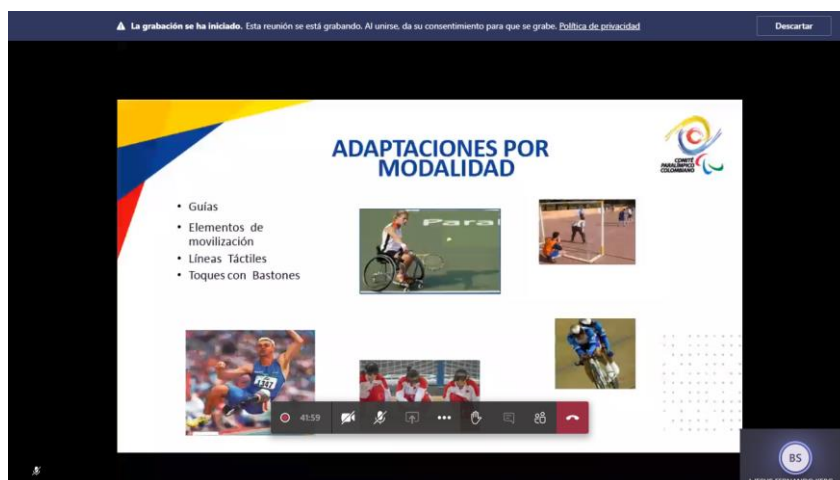 La grabación se ha iniciado. Esta reunión se está grabando. Al unirse, da su consentimiento para que se grabe. Política de privacidad
Descartar
ADAPTACIONES POR
MODALIDAD
COMITÉ
PARALÍMPICO
COLOMBIANO
• Guías
• Elementos de
movilización
• Líneas Táctiles
• Toques con Bastones
Paral
41:59
BS